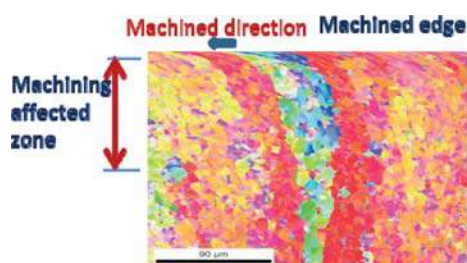 Machined direction
Machined edge
Machining
affected
zone
90 µm